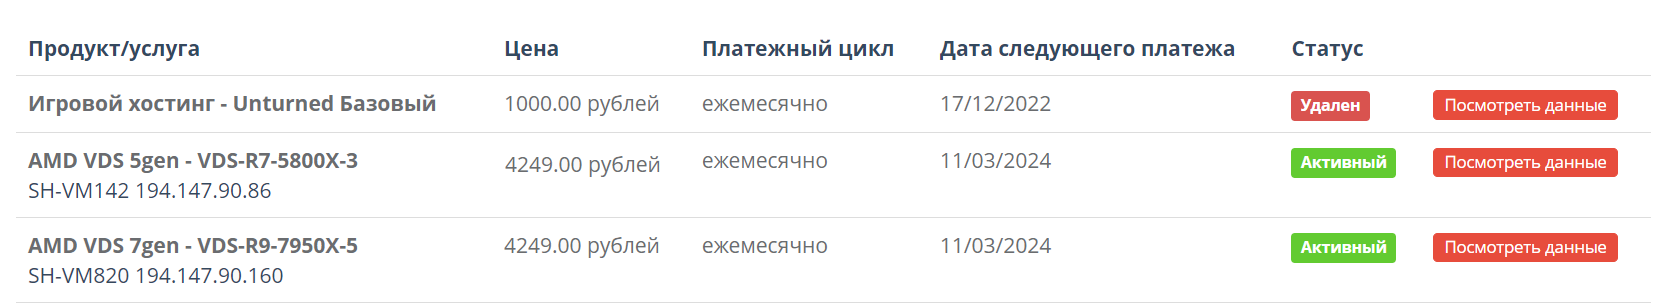 Продукт/услуга Цена Платежный цикл Дата следующего платежа Статус
Игровой хостинг - Unturned Базовый 1000.00 рублей ежемесячно 17/12/2022 Удален Посмотреть данные
AMD VDS 5gen - VDS-R7-5800X-3 4249.00 рублей ежемесячно 11/03/2024 Активный Посмотреть данные
SH-VM142 194.147.90.86
AMD VDS 7gen - VDS-R9-7950X-5 4249.00 рублей ежемесячно 11/03/2024 Активный Посмотреть данные
SH-VM820 194.147.90.160